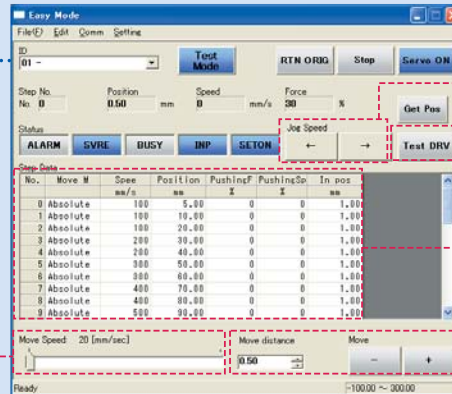 Easy Mode
File(F) Edit Comm Setting
ID
01 -
Test Mode
RTN ORIG
Stop
Servo ON
Step No. Position Speed Force
No. 0 0.50 mm 0 mm/s 30 %
Get Pos
Status
Jog Speed
ALARM SVRE BUSY INP SETON ← → Test DRV
Step Data
No. Move M Spee Position PushingF PushingSp In pos
mm/s mm % % mm
0 Absolute 100 5.00 0 0 1.00
1 Absolute 100 10.00 0 0 1.00
2 Absolute 100 20.00 0 0 1.00
3 Absolute 200 30.00 0 0 1.00
4 Absolute 200 40.00 0 0 1.00
5 Absolute 300 50.00 0 0 1.00
6 Absolute 300 60.00 0 0 1.00
7 Absolute 400 70.00 0 0 1.00
8 Absolute 400 80.00 0 0 1.00
9 Absolute 500 90.00 0 0 1.00
Move Speed: 20 [mm/sec]
Move distance
Move
0.50
- +
Ready
-100.00 ~ 300.00